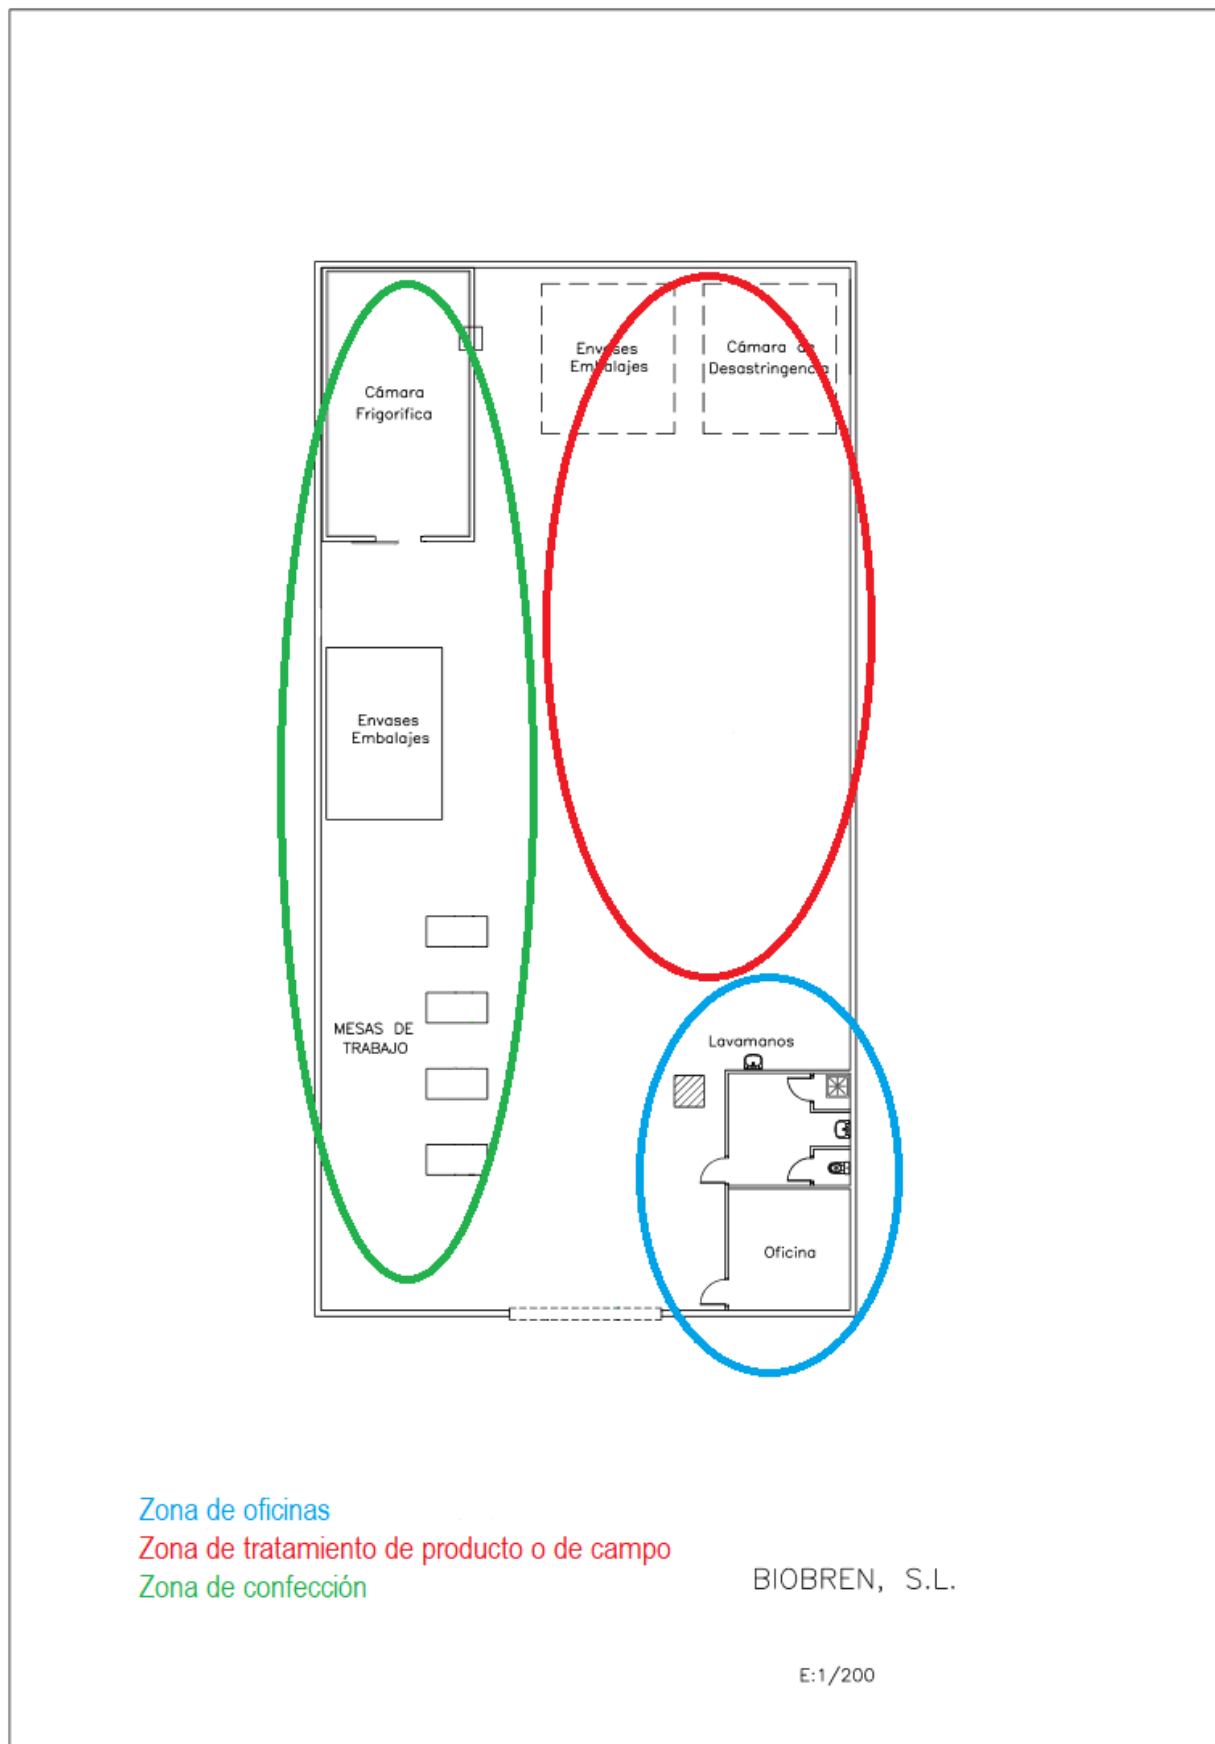 Envases
Embalajes
Cámara de
Desastringencia
Cámara
Frigorifica
Envases
Embalajes
MESAS DE
TRABAJO
Lavamanos
Oficina
Zona de oficinas
Zona de tratamiento de producto o de campo
Zona de confección
BIOBREN, S.L.
E:1/200